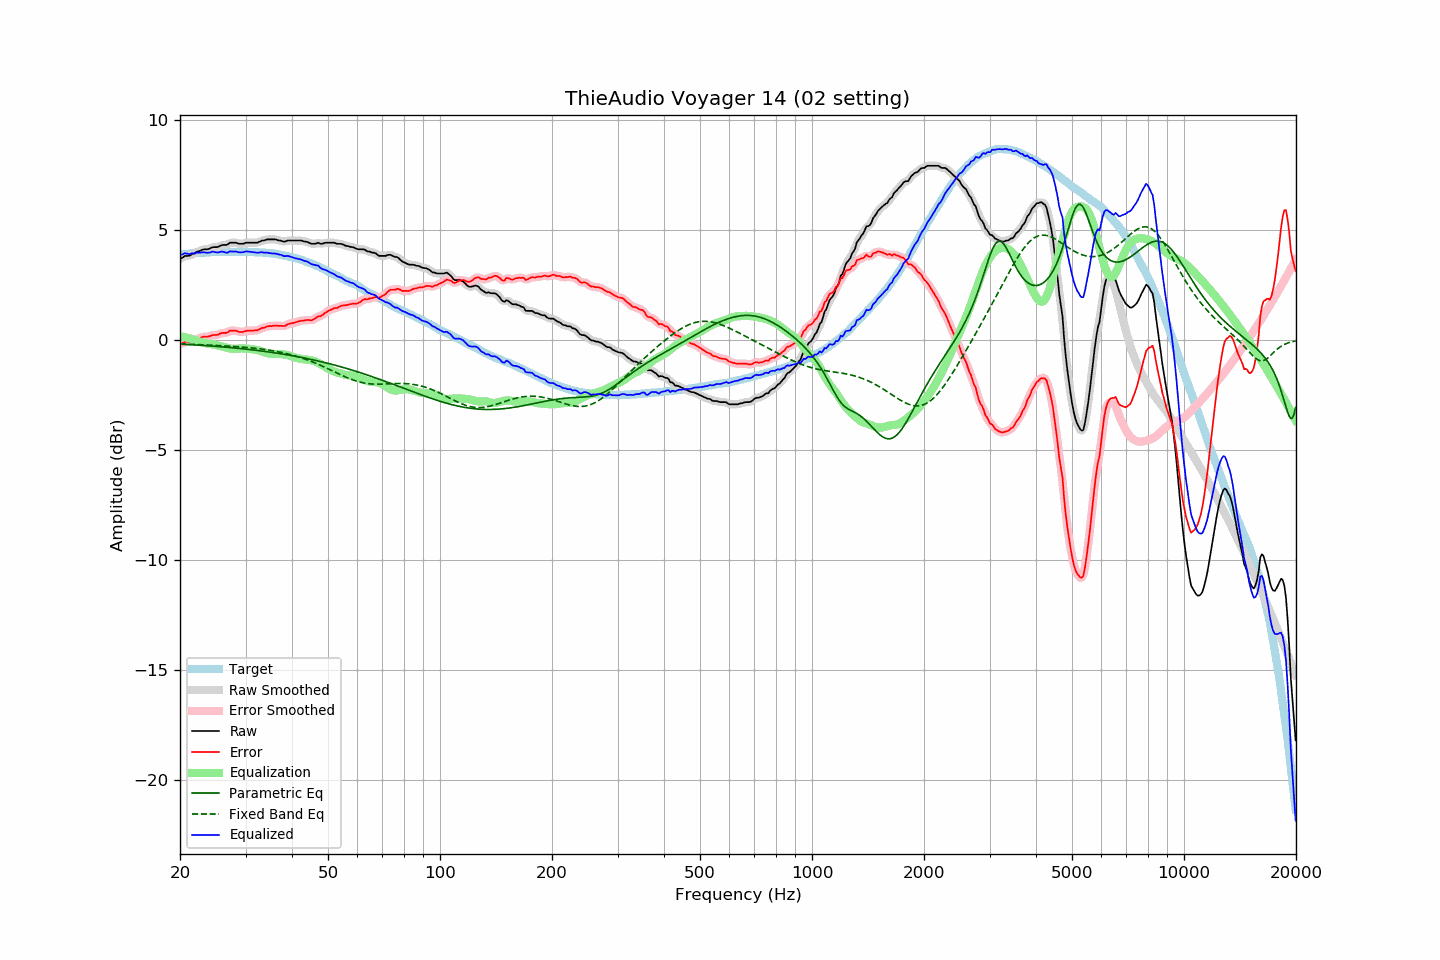 ThieAudio Voyager 14 (02 setting)
10
5
0
−5
−10
−15
−20
Amplitude (dBr)
Target
Raw Smoothed
Error Smoothed
Raw
Error
Equalization
Parametric Eq
Fixed Band Eq
Equalized
20 50 100 200 500 1000 2000 5000 10000 20000
Frequency (Hz)